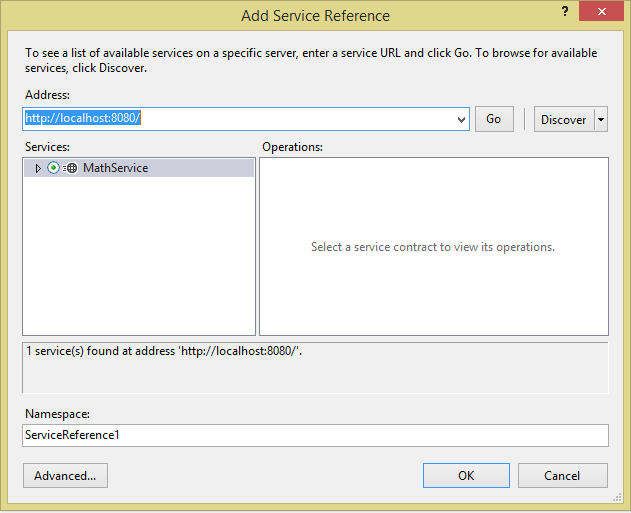 Add Service Reference
?
To see a list of available services on a specific server, enter a service URL and click Go. To browse for available
services, click Discover.
Address:
http://localhost:8080/
Go
Discover
Services:
Operations:
MathService
Select a service contract to view its operations.
1 service(s) found at address 'http://localhost:8080/'.
Namespace:
ServiceReference1
Advanced...
OK
Cancel